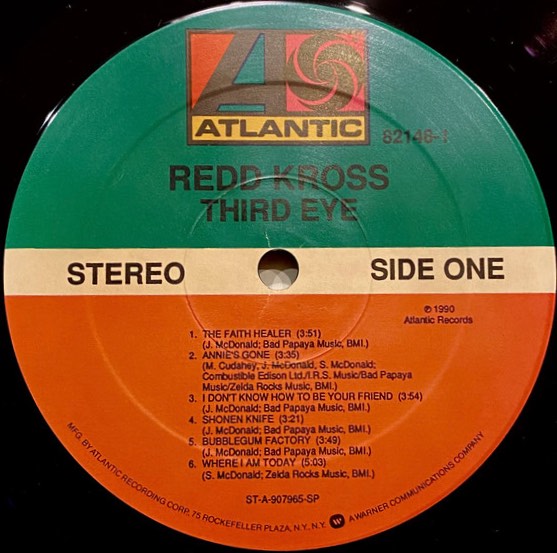 ATLANTIC
82148-1
REDD KROSS
THIRD EYE
STEREO
SIDE ONE
℗ 1990
Atlantic Records
1. THE FAITH HEALER (3:51)
(J. McDonald; Bad Papaya Music, BMI.)
2. ANNIE'S GONE (3:35)
(M. Cudahey, J. McDonald, S. McDonald;
Combustible Edison Ltd./I.R.S. Music/Bad Papaya
Music/Zelda Rocks Music, BMI.)
3. I DON'T KNOW HOW TO BE YOUR FRIEND (3:54)
(J. McDonald; Bad Papaya Music, BMI.)
4. SHONEN KNIFE (3:21)
(J. McDonald; Bad Papaya Music, BMI.)
5. BUBBLEGUM FACTORY (3:49)
(J. McDonald; Bad Papaya Music, BMI.)
6. WHERE I AM TODAY (5:03)
(S. McDonald; Zelda Rocks Music, BMI.)
ST-A-907965-SP
MFG. BY ATLANTIC RECORDING CORP. 75 ROCKEFELLER PLAZA, N.Y. N.Y. A WARNER COMMUNICATIONS COMPANY